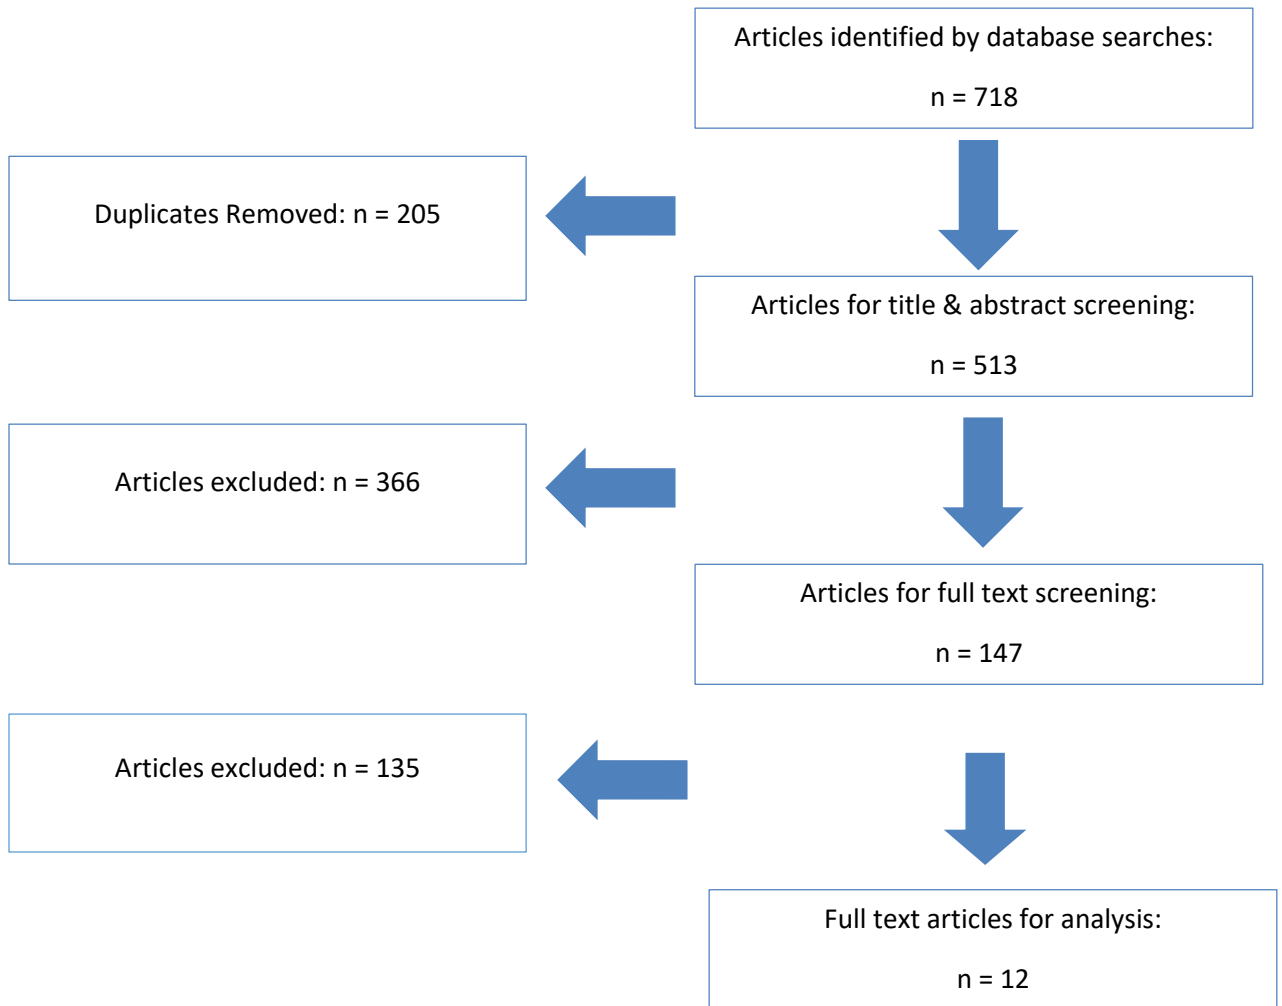 Articles identified by database searches:
n = 718
Duplicates Removed: n = 205
Articles for title & abstract screening:
n = 513
Articles excluded: n = 366
Articles for full text screening:
n = 147
Articles excluded: n = 135
Full text articles for analysis:
n = 12